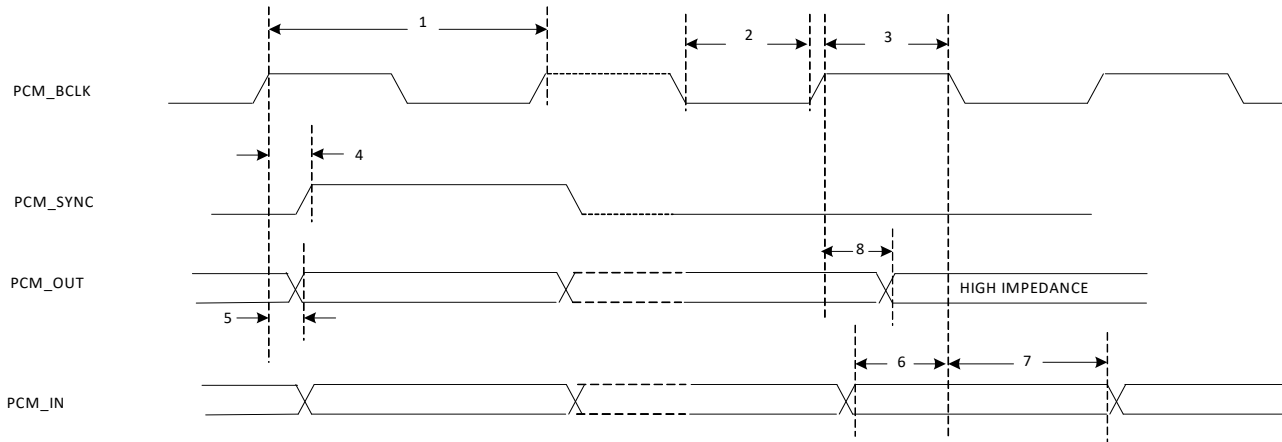 1
2
3
PCM_BCLK
4
PCM_SYNC
8
PCM_OUT
HIGH IMPEDANCE
5
6
7
PCM_IN